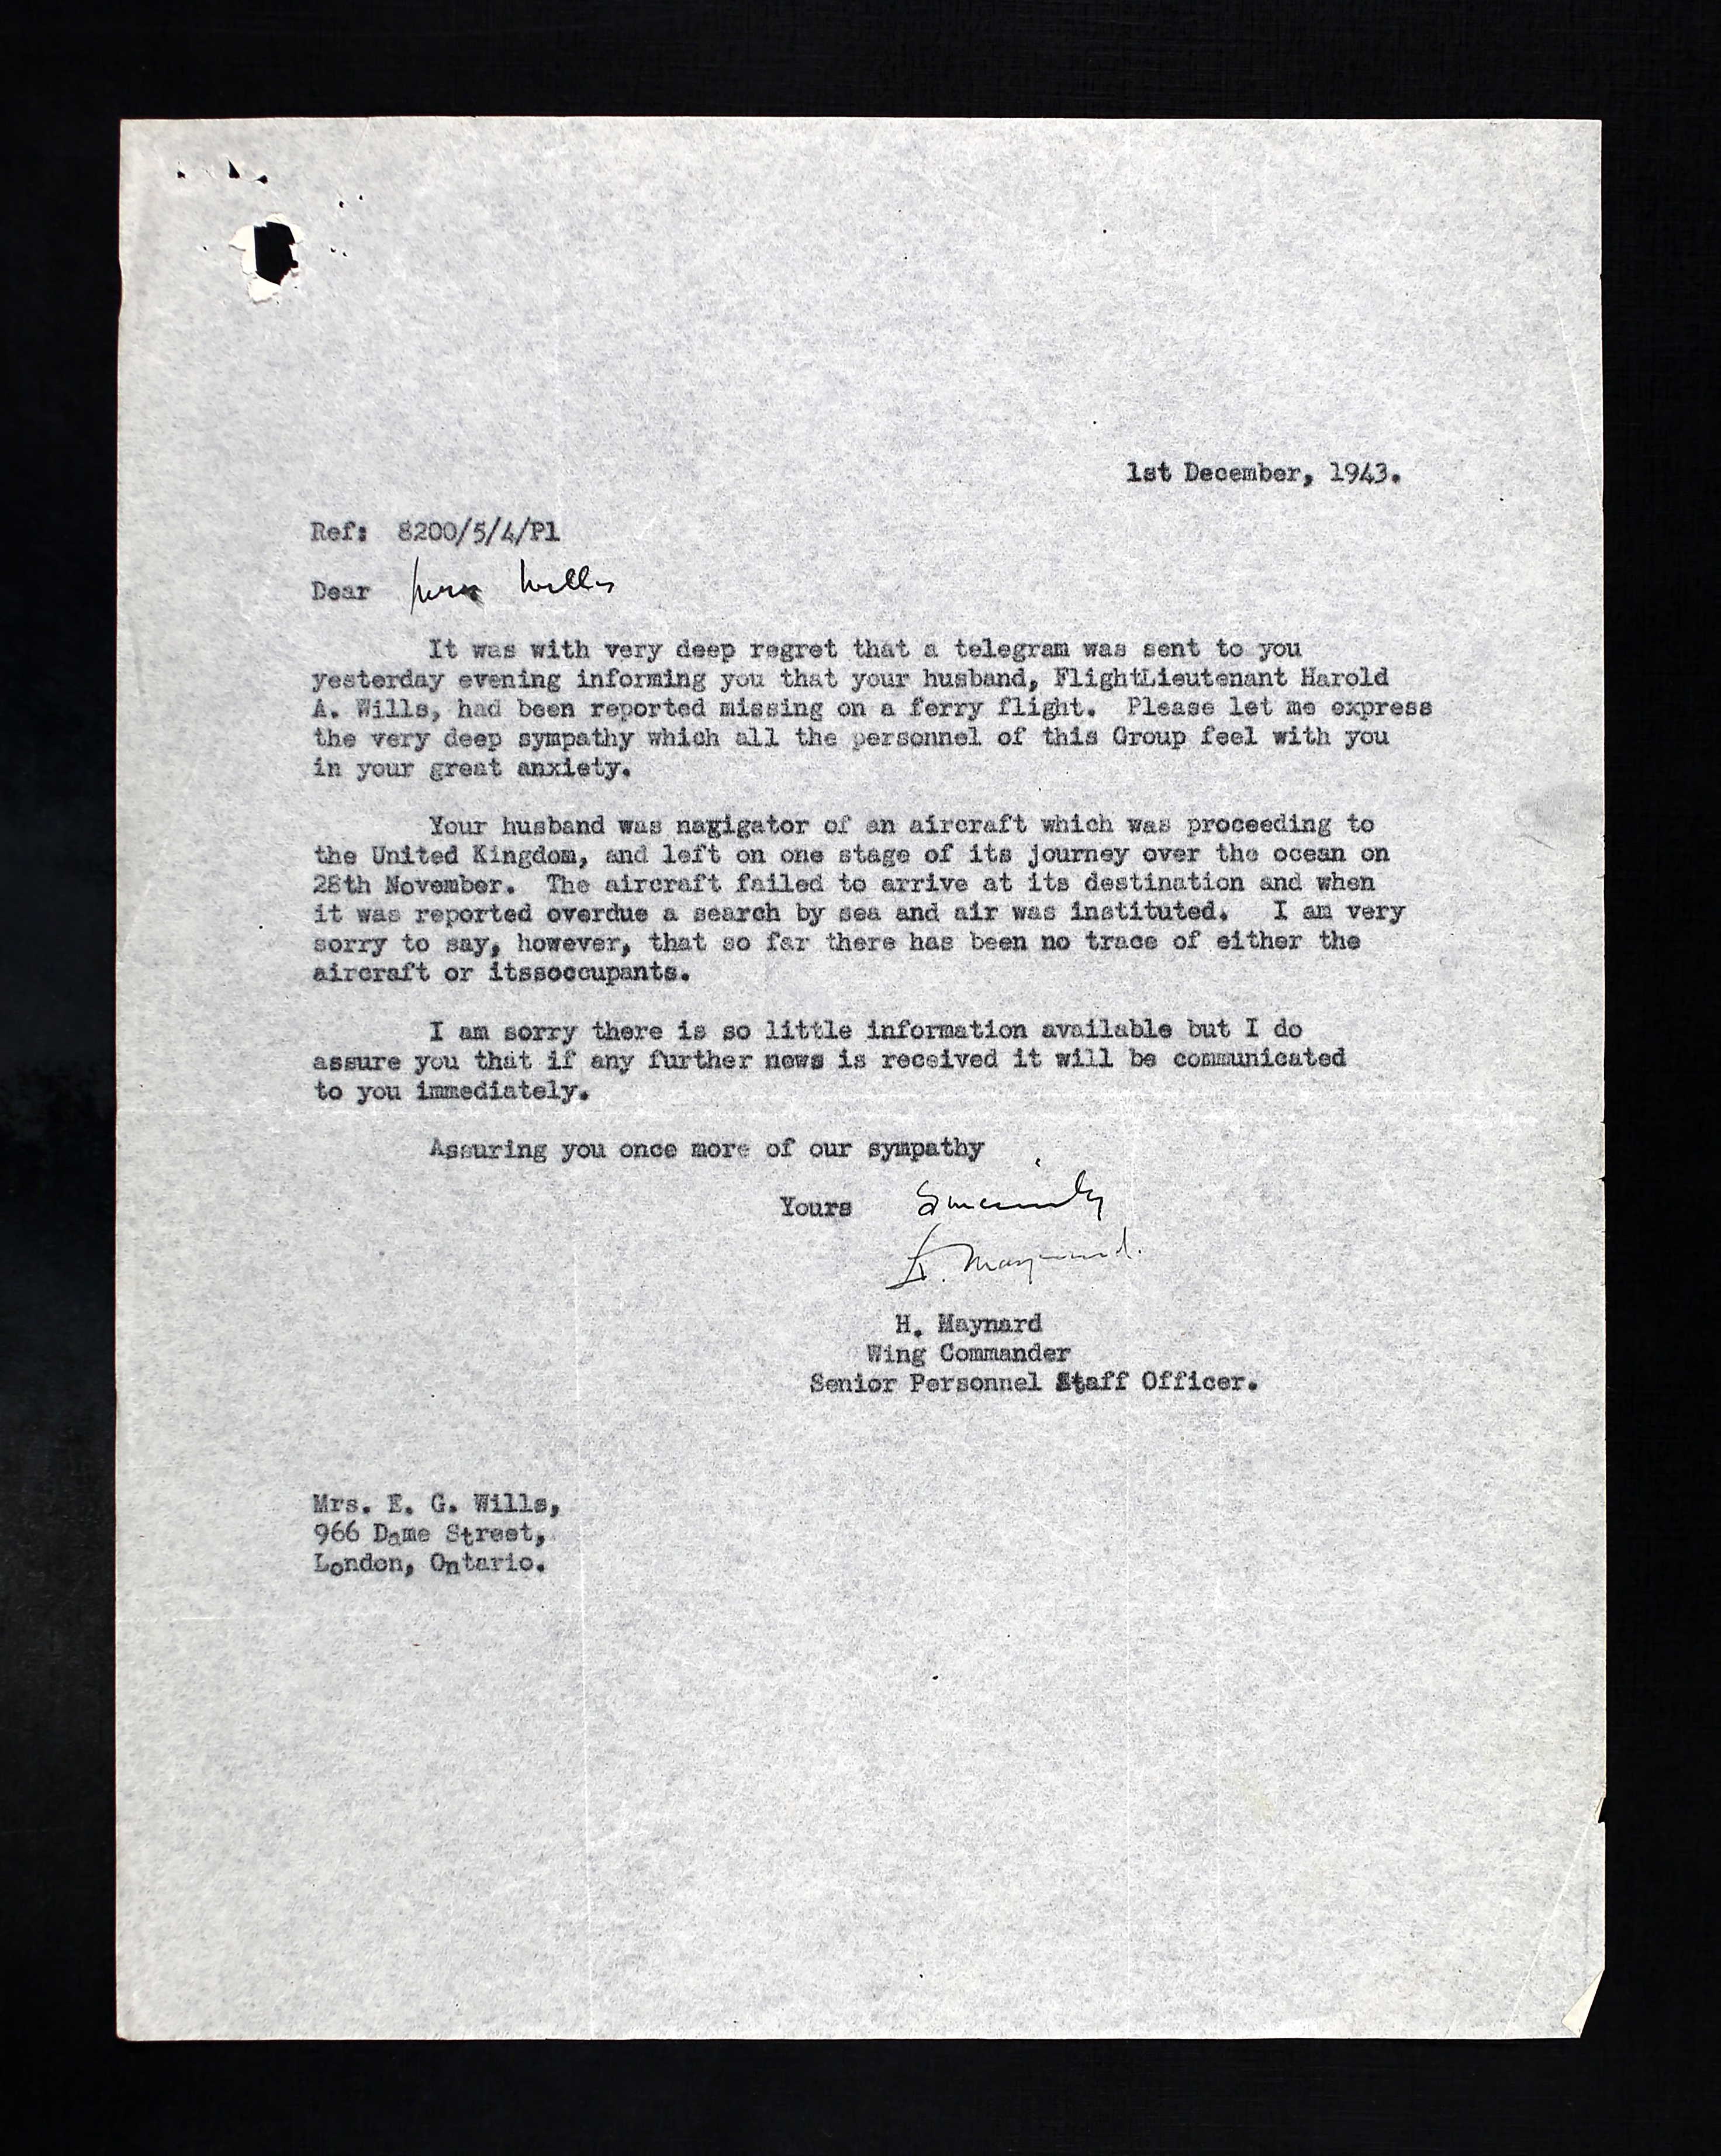 1st December, 1943.
Ref: 8200/5/4/P1
Dear Mrs Wills
It was with very deep regret that a telegram was sent to you
yesterday evening informing you that your husband, FlightLieutenant Harold
A. Wills, had been reported missing on a ferry flight. Please let me express
the very deep sympathy which all the personnel of this Group feel with you
in your great anxiety.
Your husband was nagigator of an aircraft which was proceeding to
the United Kingdom, and left on one stage of its journey over the ocean on
28th November. The aircraft failed to arrive at its destination and when
it was reported overdue a search by sea and air was instituted. I am very
sorry to say, however, that so far there has been no trace of either the
aircraft or itssoccupants.
I am sorry there is so little information available but I do
assure you that if any further news is received it will be communicated
to you immediately.
Assuring you once more of our sympathy
Yours Sincerely
H. Maynard.
H. Maynard
Wing Commander
Senior Personnel Staff Officer.
Mrs. E. G. Wills,
966 Dame Street,
London, Ontario.